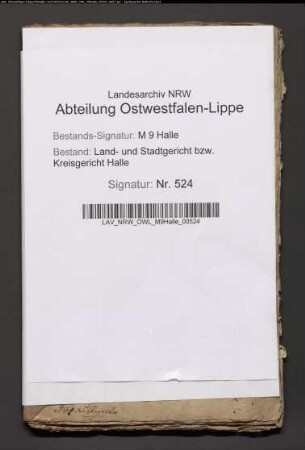 Landesarchiv NRW
Abteilung Ostwestfalen-Lippe
Bestands-Signatur: M 9 Halle
Bestand: Land- und Stadtgericht bzw.
Kreisgericht Halle
Signatur: Nr. 524
LAV_NRW_OWL_M9Halle_00524